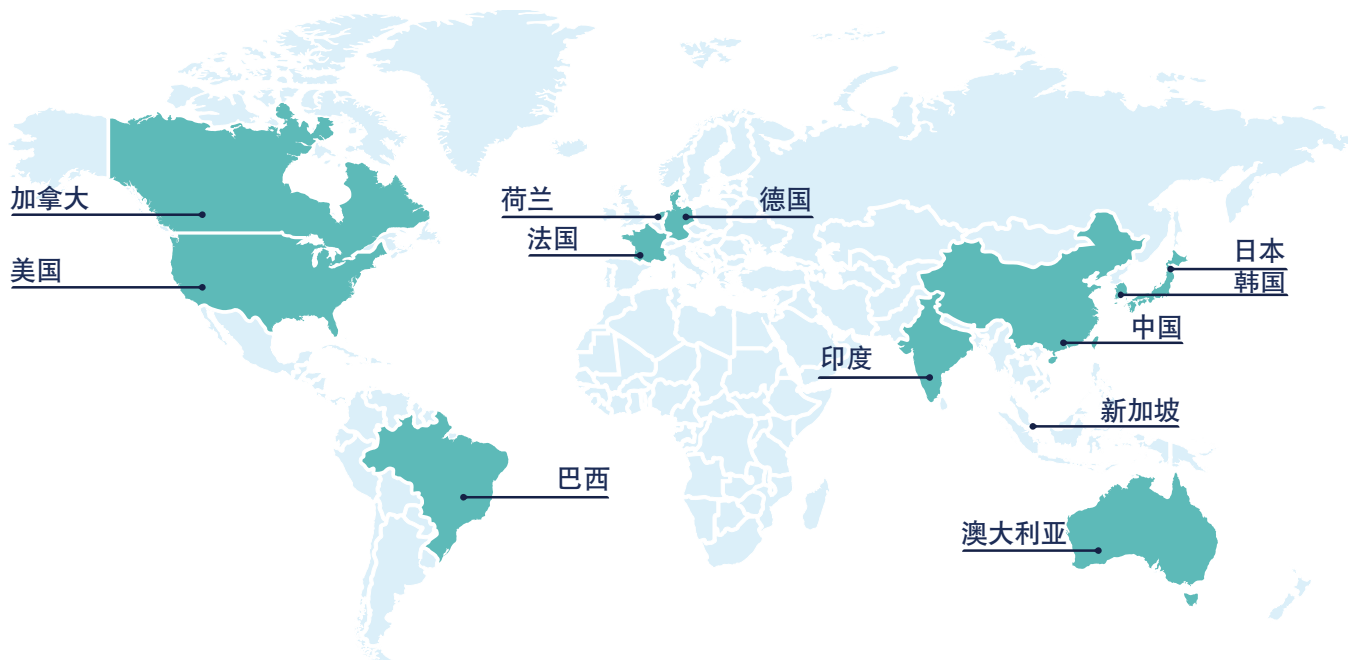 加拿大
荷兰
德国
法国
日本
美国
韩国
中国
印度
新加坡
巴西
澳大利亚